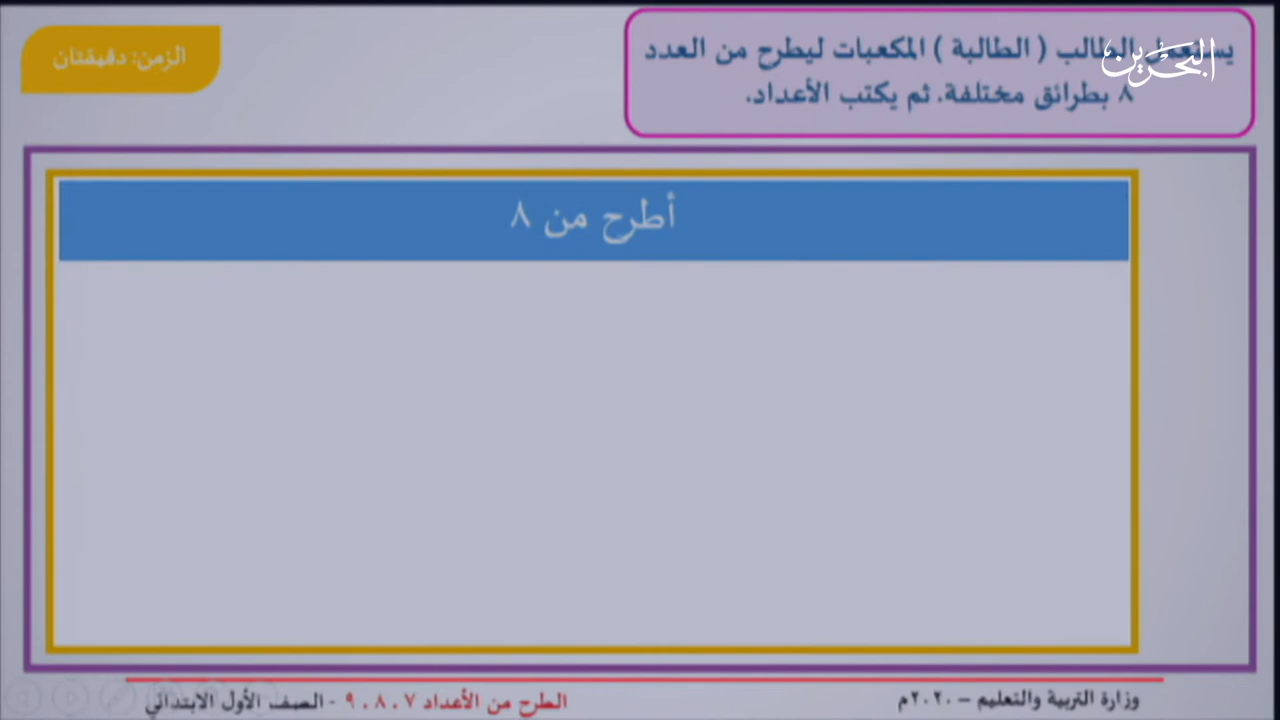 يستعمل الطالب ( الطالبة ) المكعبات ليطرح من العدد
٨ بطرائق مختلفة. ثم يكتب الأعداد.
البحرين
الزمن: دقيقتان
أطرح من ٨
وزارة التربية والتعليم – ٢٠٢٠م
الطرح من الأعداد ٧ ، ٨ ، ٩ - الصف الأول الابتدائي